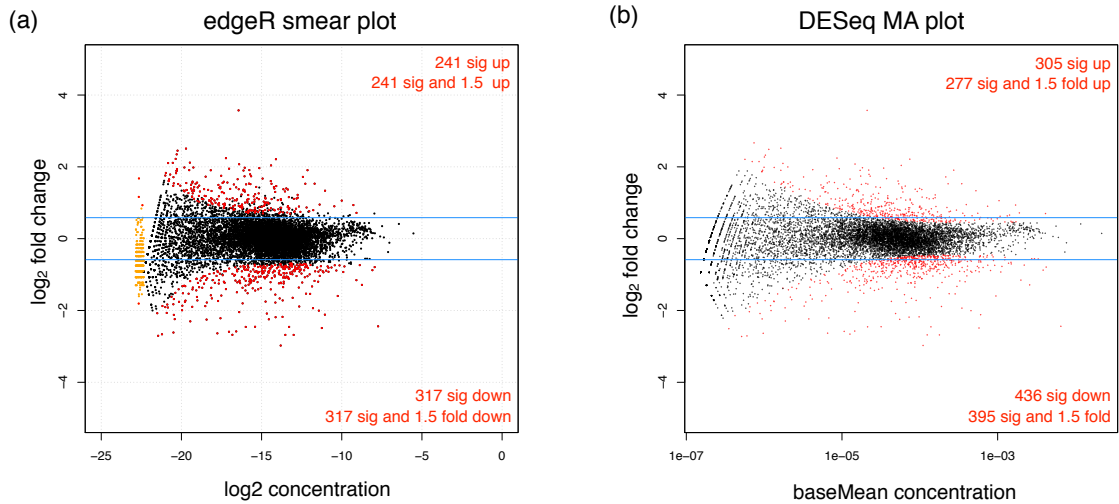 (a)
edgeR smear plot
241 sig up
241 sig and 1.5 up
log₂ fold change
4
2
0
−2
−4
317 sig down
317 sig and 1.5 fold down
−25 −20 −15 −10 −5 0
log2 concentration
(b)
DESeq MA plot
305 sig up
277 sig and 1.5 fold up
log₂ fold change
4
2
0
−2
−4
436 sig down
395 sig and 1.5 fold
1e−07 1e−05 1e−03
baseMean concentration